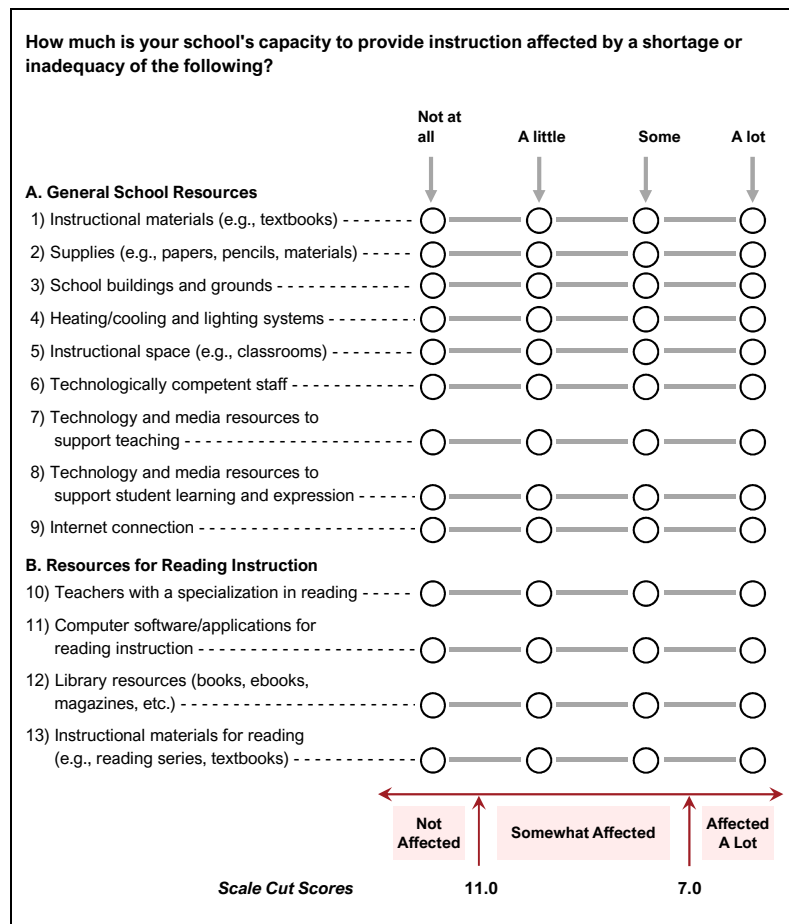 How much is your school's capacity to provide instruction affected by a shortage or
inadequacy of the following?
Not at
all
A little
Some
A lot
A. General School Resources
1) Instructional materials (e.g., textbooks)
2) Supplies (e.g., papers, pencils, materials)
3) School buildings and grounds
4) Heating/cooling and lighting systems
5) Instructional space (e.g., classrooms)
6) Technologically competent staff
7) Technology and media resources to
support teaching
8) Technology and media resources to
support student learning and expression
9) Internet connection
B. Resources for Reading Instruction
10) Teachers with a specialization in reading
11) Computer software/applications for
reading instruction
12) Library resources (books, ebooks,
magazines, etc.)
13) Instructional materials for reading
(e.g., reading series, textbooks)
Not
Affected
Somewhat Affected
Affected
A Lot
Scale Cut Scores 11.0 7.0